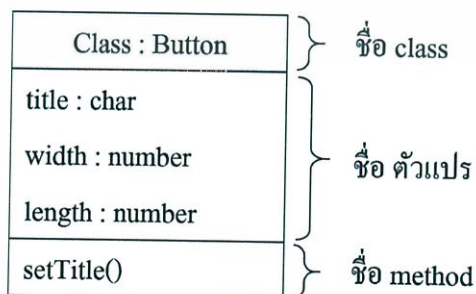 Class : Button
ชื่อ class
title : char
width : number
ชื่อ ตัวแปร
length : number
setTitle()
ชื่อ method